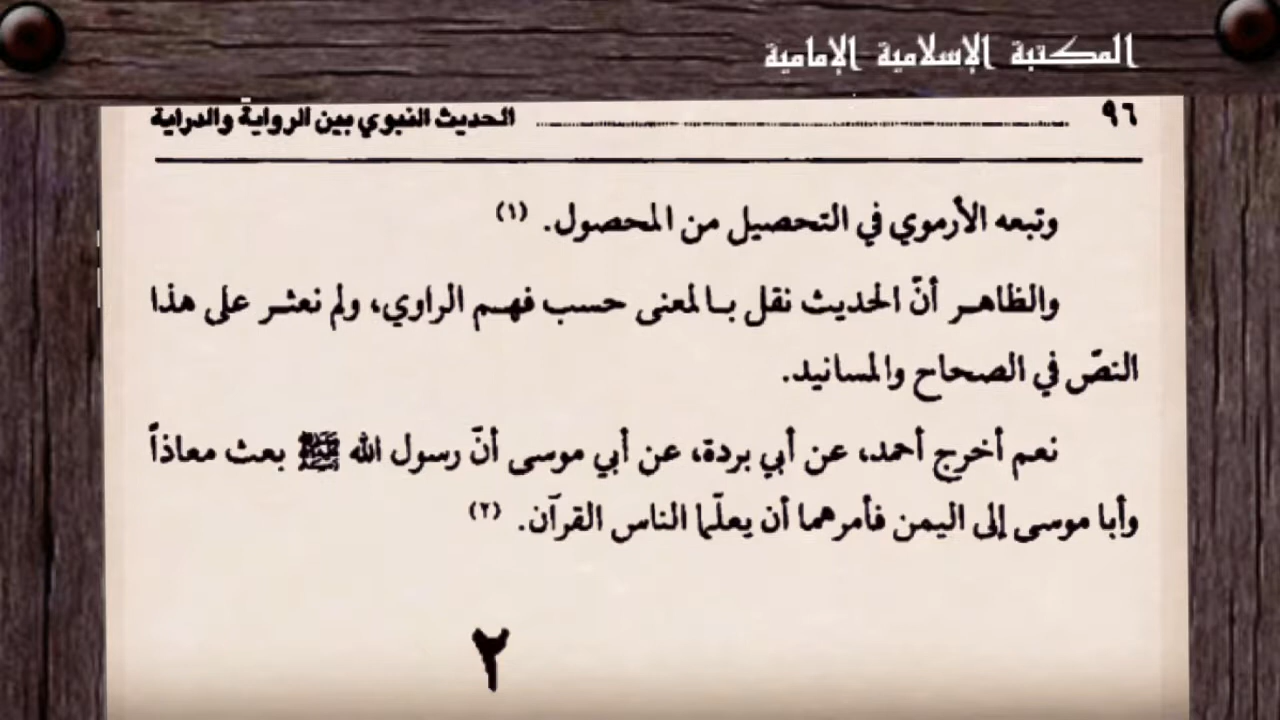 المكتبة الإسلامية الإمامية
٩٦ الحديث النبوي بين الرواية والدراية
وتبعه الأرموي في التحصيل من المحصول. (١)
والظاهر أنّ الحديث نقل بالمعنى حسب فهم الراوي، ولم نعثر على هذا
النصّ في الصحاح والمسانيد.
نعم أخرج أحمد، عن أبي بردة، عن أبي موسى أنّ رسول الله ﷺ بعث معاذاً
وأبا موسى إلى اليمن فأمرهما أن يعلّما الناس القرآن. (٢)
٢